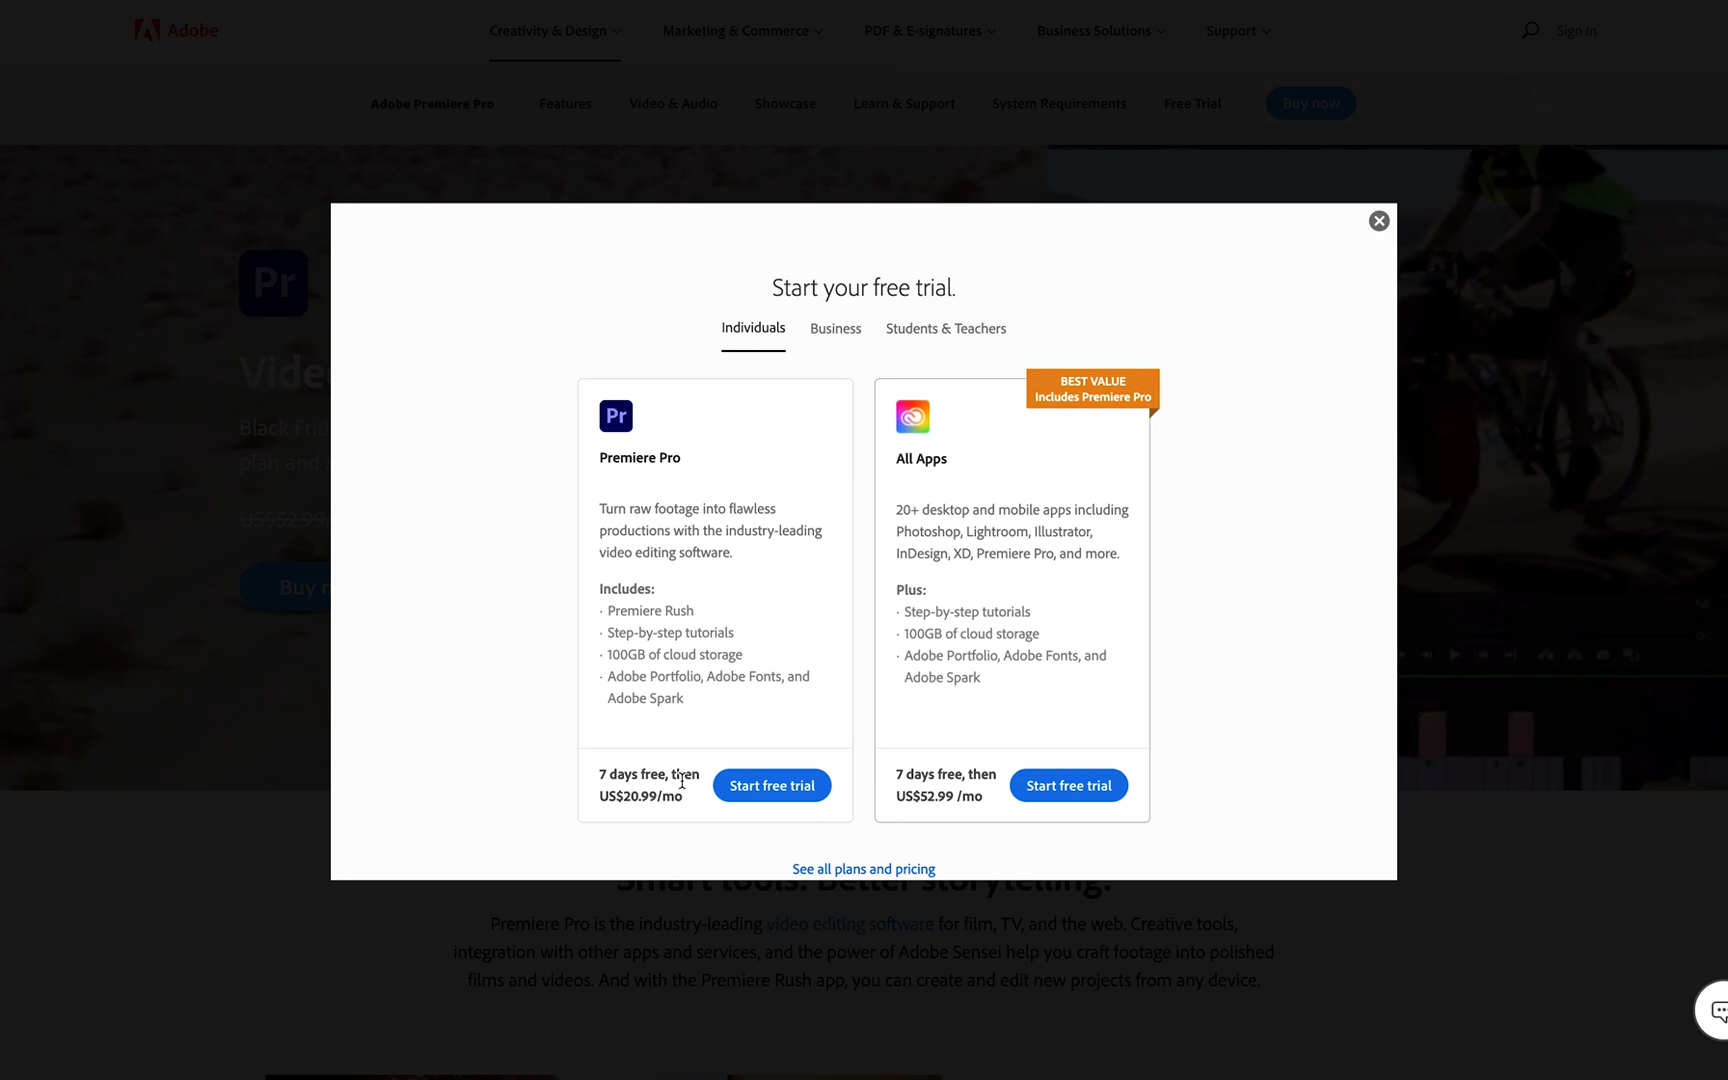 Adobe
Creativity & Design
Marketing & Commerce
PDF & E-signatures
Business Solutions
Support
Sign In
Adobe Premiere Pro
Features
Video & Audio
Showcase
Learn & Support
System Requirements
Free Trial
Buy now
Pr
Black
plan and
Buy
Start your free trial.
Individuals
Business
Students & Teachers
Pr
Premiere Pro
Turn raw footage into flawless
productions with the industry-leading
video editing software.
Includes:
· Premiere Rush
· Step-by-step tutorials
· 100GB of cloud storage
· Adobe Portfolio, Adobe Fonts, and
Adobe Spark
7 days free, then
US$20.99/mo
Start free trial
BEST VALUE
Includes Premiere Pro
All Apps
20+ desktop and mobile apps including
Photoshop, Lightroom, Illustrator,
InDesign, XD, Premiere Pro, and more.
Plus:
· Step-by-step tutorials
· 100GB of cloud storage
· Adobe Portfolio, Adobe Fonts, and
Adobe Spark
7 days free, then
US$52.99 /mo
Start free trial
See all plans and pricing
Smart tools. Better storytelling.
Premiere Pro is the industry-leading video editing software for film, TV, and the web. Creative tools,
integration with other apps and services, and the power of Adobe Sensei help you craft footage into polished
films and videos. And with the Premiere Rush app, you can create and edit new projects from any device.